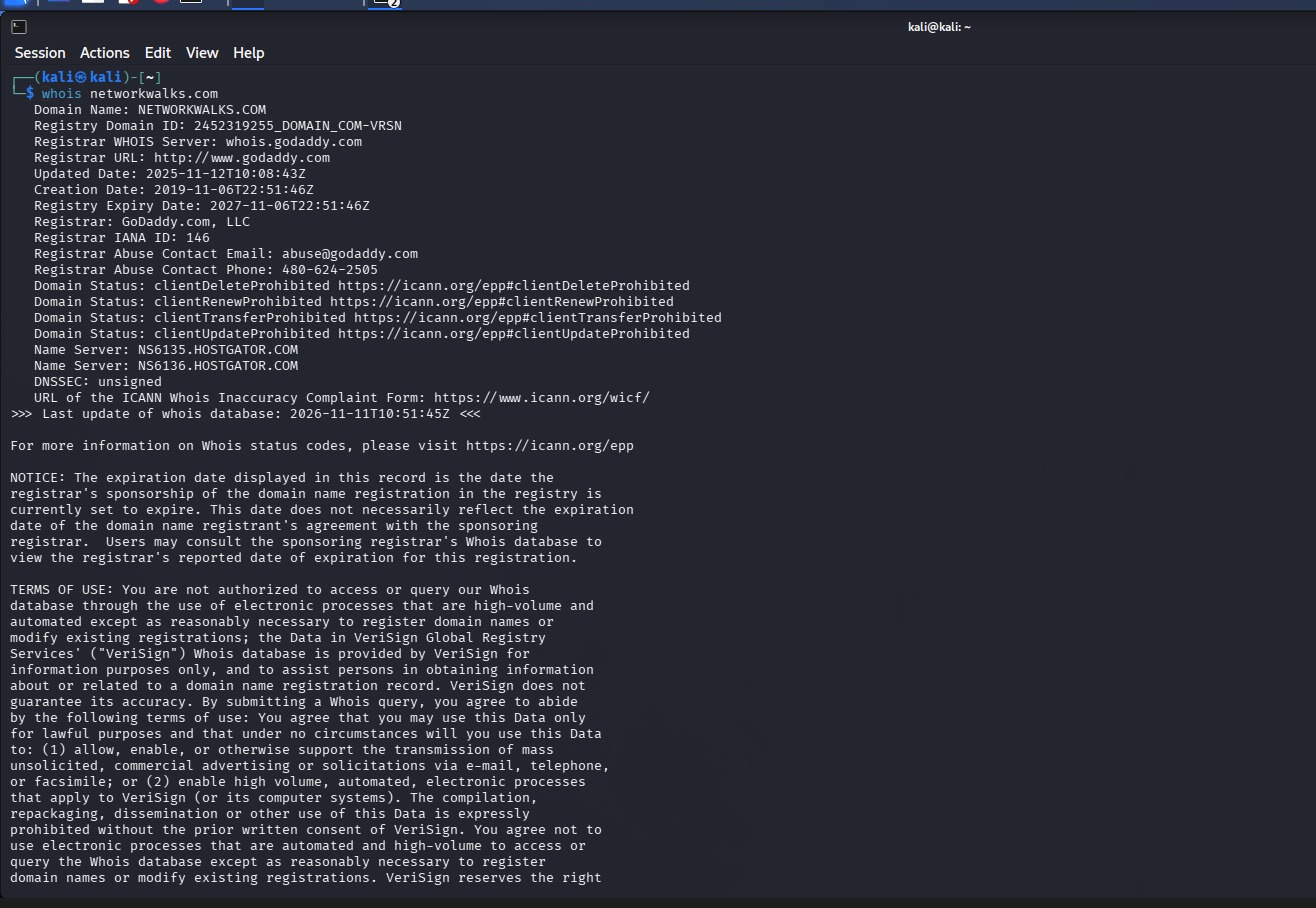 2
kali@kali: ~
Session Actions Edit View Help
┌──(kali㉿kali)-[~]
└─$ whois networkwalks.com
   Domain Name: NETWORKWALKS.COM
   Registry Domain ID: 2452319255_DOMAIN_COM-VRSN
   Registrar WHOIS Server: whois.godaddy.com
   Registrar URL: http://www.godaddy.com
   Updated Date: 2025-11-12T10:08:43Z
   Creation Date: 2019-11-06T22:51:46Z
   Registry Expiry Date: 2027-11-06T22:51:46Z
   Registrar: GoDaddy.com, LLC
   Registrar IANA ID: 146
   Registrar Abuse Contact Email: abuse@godaddy.com
   Registrar Abuse Contact Phone: 480-624-2505
   Domain Status: clientDeleteProhibited https://icann.org/epp#clientDeleteProhibited
   Domain Status: clientRenewProhibited https://icann.org/epp#clientRenewProhibited
   Domain Status: clientTransferProhibited https://icann.org/epp#clientTransferProhibited
   Domain Status: clientUpdateProhibited https://icann.org/epp#clientUpdateProhibited
   Name Server: NS6135.HOSTGATOR.COM
   Name Server: NS6136.HOSTGATOR.COM
   DNSSEC: unsigned
   URL of the ICANN Whois Inaccuracy Complaint Form: https://www.icann.org/wicf/
>>> Last update of whois database: 2026-11-11T10:51:45Z <<<

For more information on Whois status codes, please visit https://icann.org/epp

NOTICE: The expiration date displayed in this record is the date the
registrar's sponsorship of the domain name registration in the registry is
currently set to expire. This date does not necessarily reflect the expiration
date of the domain name registrant's agreement with the sponsoring
registrar.  Users may consult the sponsoring registrar's Whois database to
view the registrar's reported date of expiration for this registration.

TERMS OF USE: You are not authorized to access or query our Whois
database through the use of electronic processes that are high-volume and
automated except as reasonably necessary to register domain names or
modify existing registrations; the Data in VeriSign Global Registry
Services' ("VeriSign") Whois database is provided by VeriSign for
information purposes only, and to assist persons in obtaining information
about or related to a domain name registration record. VeriSign does not
guarantee its accuracy. By submitting a Whois query, you agree to abide
by the following terms of use: You agree that you may use this Data only
for lawful purposes and that under no circumstances will you use this Data
to: (1) allow, enable, or otherwise support the transmission of mass
unsolicited, commercial advertising or solicitations via e-mail, telephone,
or facsimile; or (2) enable high volume, automated, electronic processes
that apply to VeriSign (or its computer systems). The compilation,
repackaging, dissemination or other use of this Data is expressly
prohibited without the prior written consent of VeriSign. You agree not to
use electronic processes that are automated and high-volume to access or
query the Whois database except as reasonably necessary to register
domain names or modify existing registrations. VeriSign reserves the right